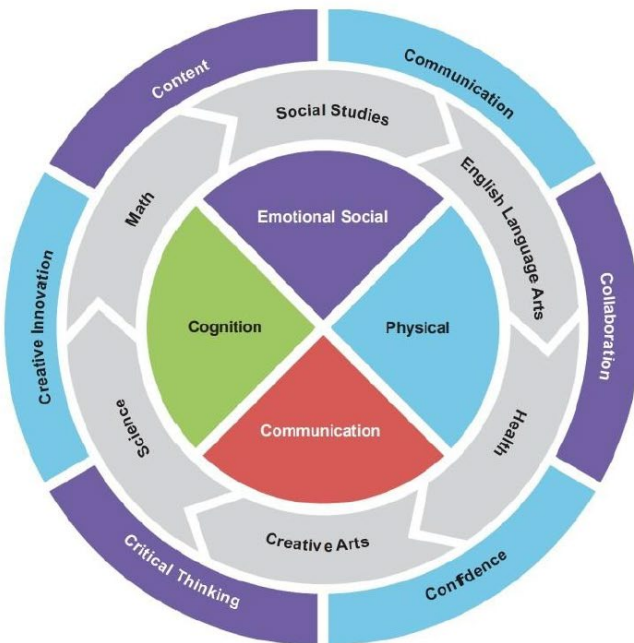 Content
Communication
Collaboration
Confidence
Critical Thinking
Creative Innovation
Social Studies
English Language Arts
Health
Creative Arts
Science
Math
Emotional Social
Physical
Communication
Cognition